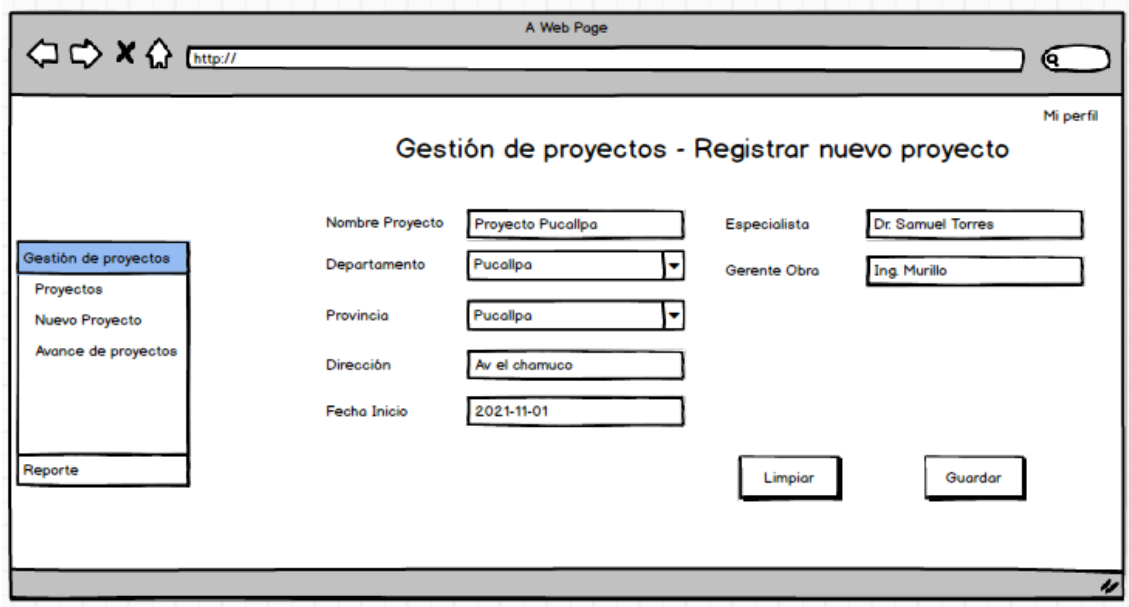 A Web Page
http://
Mi perfil
Gestión de proyectos - Registrar nuevo proyecto
Gestión de proyectos
Proyectos
Nuevo Proyecto
Avance de proyectos
Reporte
Nombre Proyecto Proyecto Pucallpa
Departamento Pucallpa
Provincia Pucallpa
Dirección Av el chamuco
Fecha Inicio 2021-11-01
Especialista Dr. Samuel Torres
Gerente Obra Ing. Murillo
Limpiar Guardar